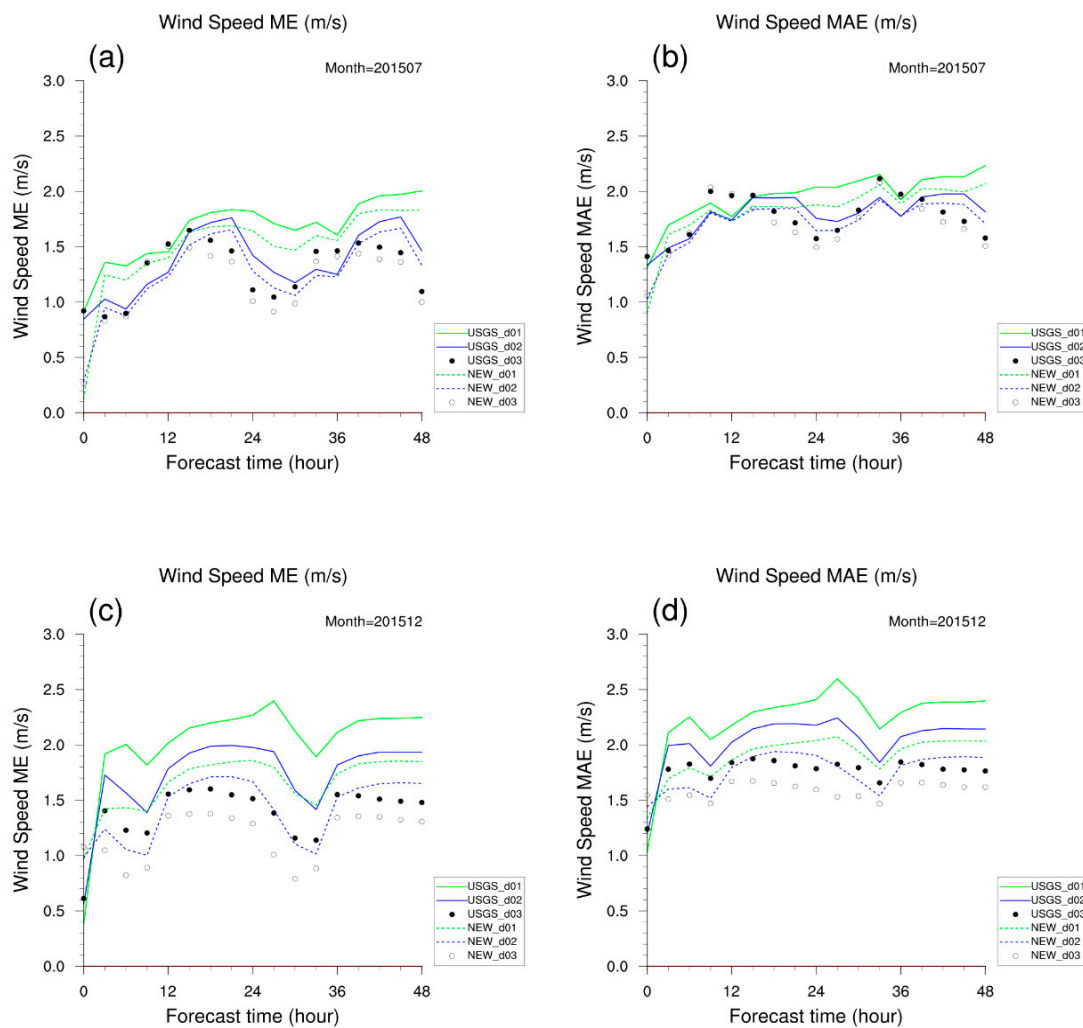 Wind Speed ME (m/s)
(a)
Month=201507
3.0
2.5
2.0
1.5
1.0
0.5
0.0
Wind Speed ME (m/s)
0 12 24 36 48
Forecast time (hour)
USGS_d01
USGS_d02
USGS_d03
NEW_d01
NEW_d02
NEW_d03
Wind Speed MAE (m/s)
(b)
Month=201507
3.0
2.5
2.0
1.5
1.0
0.5
0.0
Wind Speed MAE (m/s)
0 12 24 36 48
Forecast time (hour)
USGS_d01
USGS_d02
USGS_d03
NEW_d01
NEW_d02
NEW_d03
Wind Speed ME (m/s)
(c)
Month=201512
3.0
2.5
2.0
1.5
1.0
0.5
0.0
Wind Speed ME (m/s)
0 12 24 36 48
Forecast time (hour)
USGS_d01
USGS_d02
USGS_d03
NEW_d01
NEW_d02
NEW_d03
Wind Speed MAE (m/s)
(d)
Month=201512
3.0
2.5
2.0
1.5
1.0
0.5
0.0
Wind Speed MAE (m/s)
0 12 24 36 48
Forecast time (hour)
USGS_d01
USGS_d02
USGS_d03
NEW_d01
NEW_d02
NEW_d03